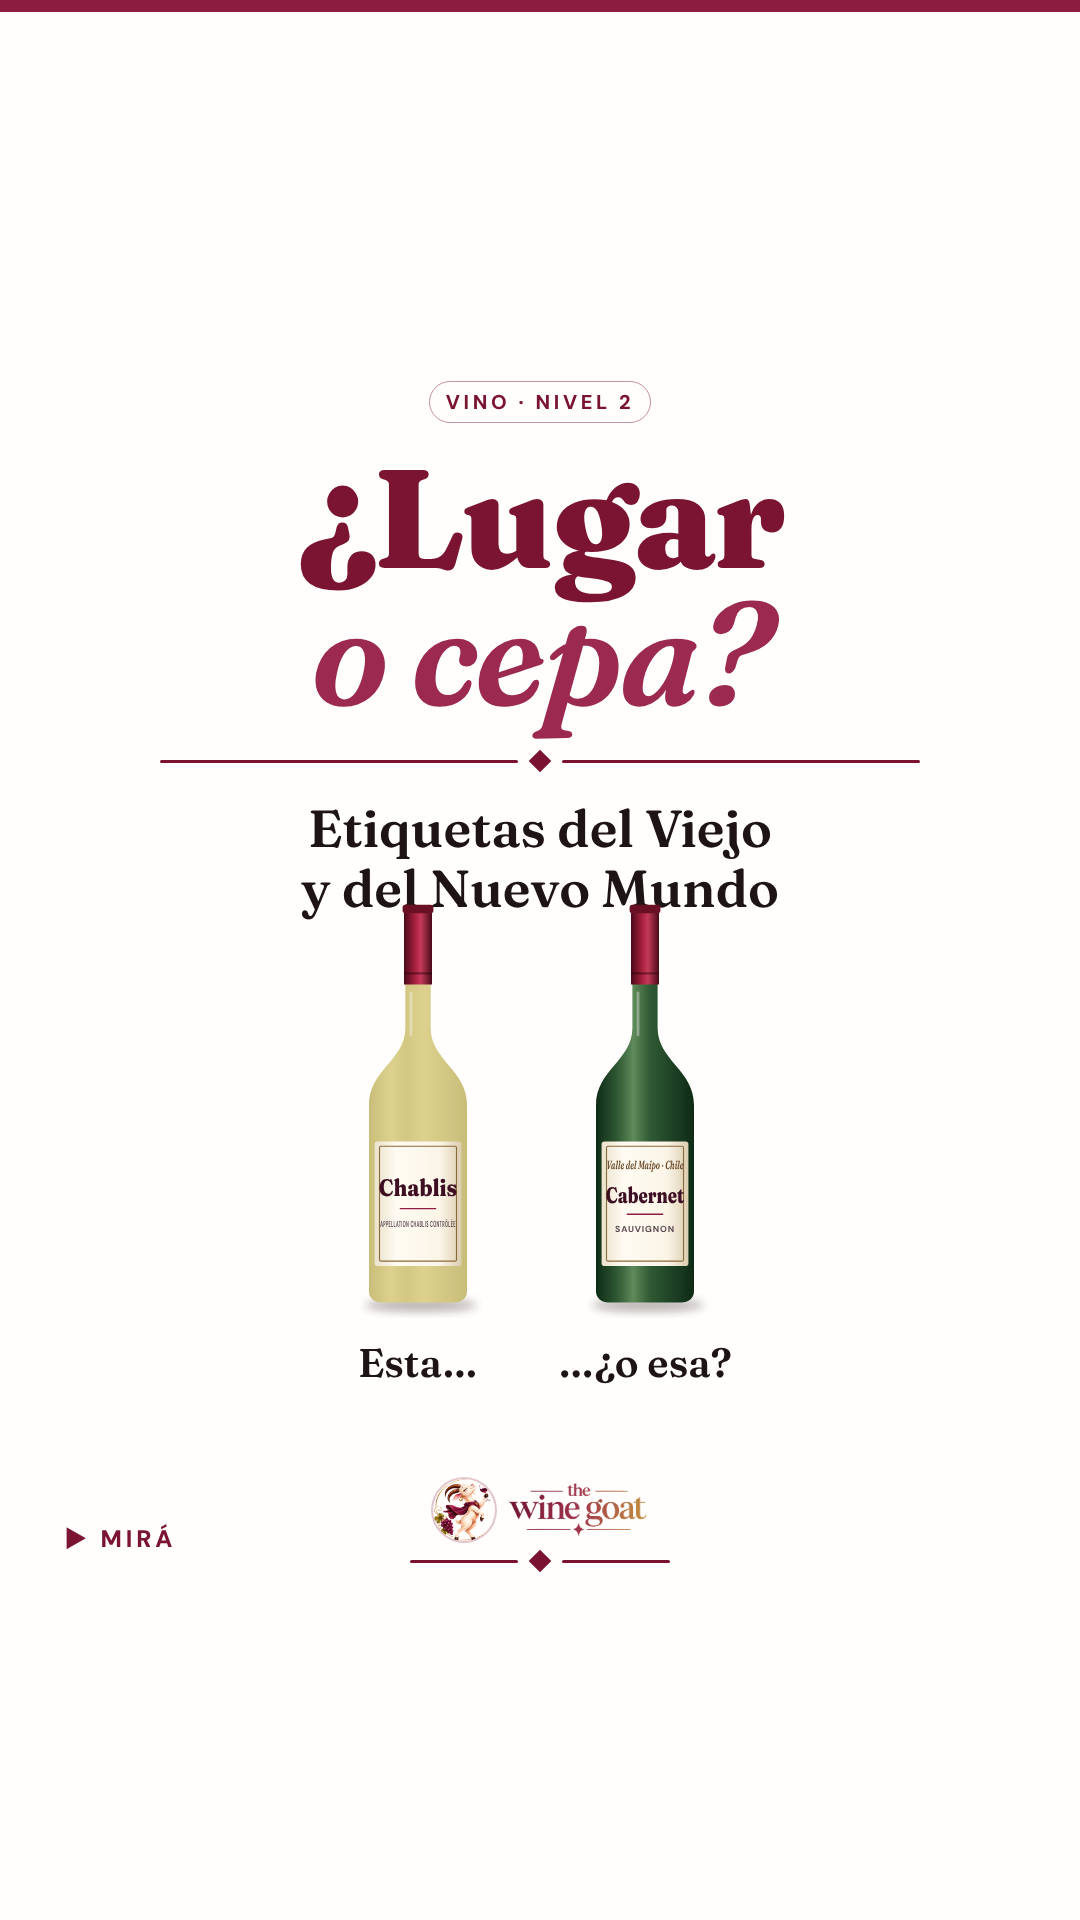 VINO · NIVEL 2
¿Lugar
o cepa?
Etiquetas del Viejo
y del Nuevo Mundo
Chablis
APPELLATION CHABLIS CONTRÔLÉE
Valle del Maipo · Chile
Cabernet
SAUVIGNON
Esta...
...¿o esa?
the
wine goat
MIRÁ